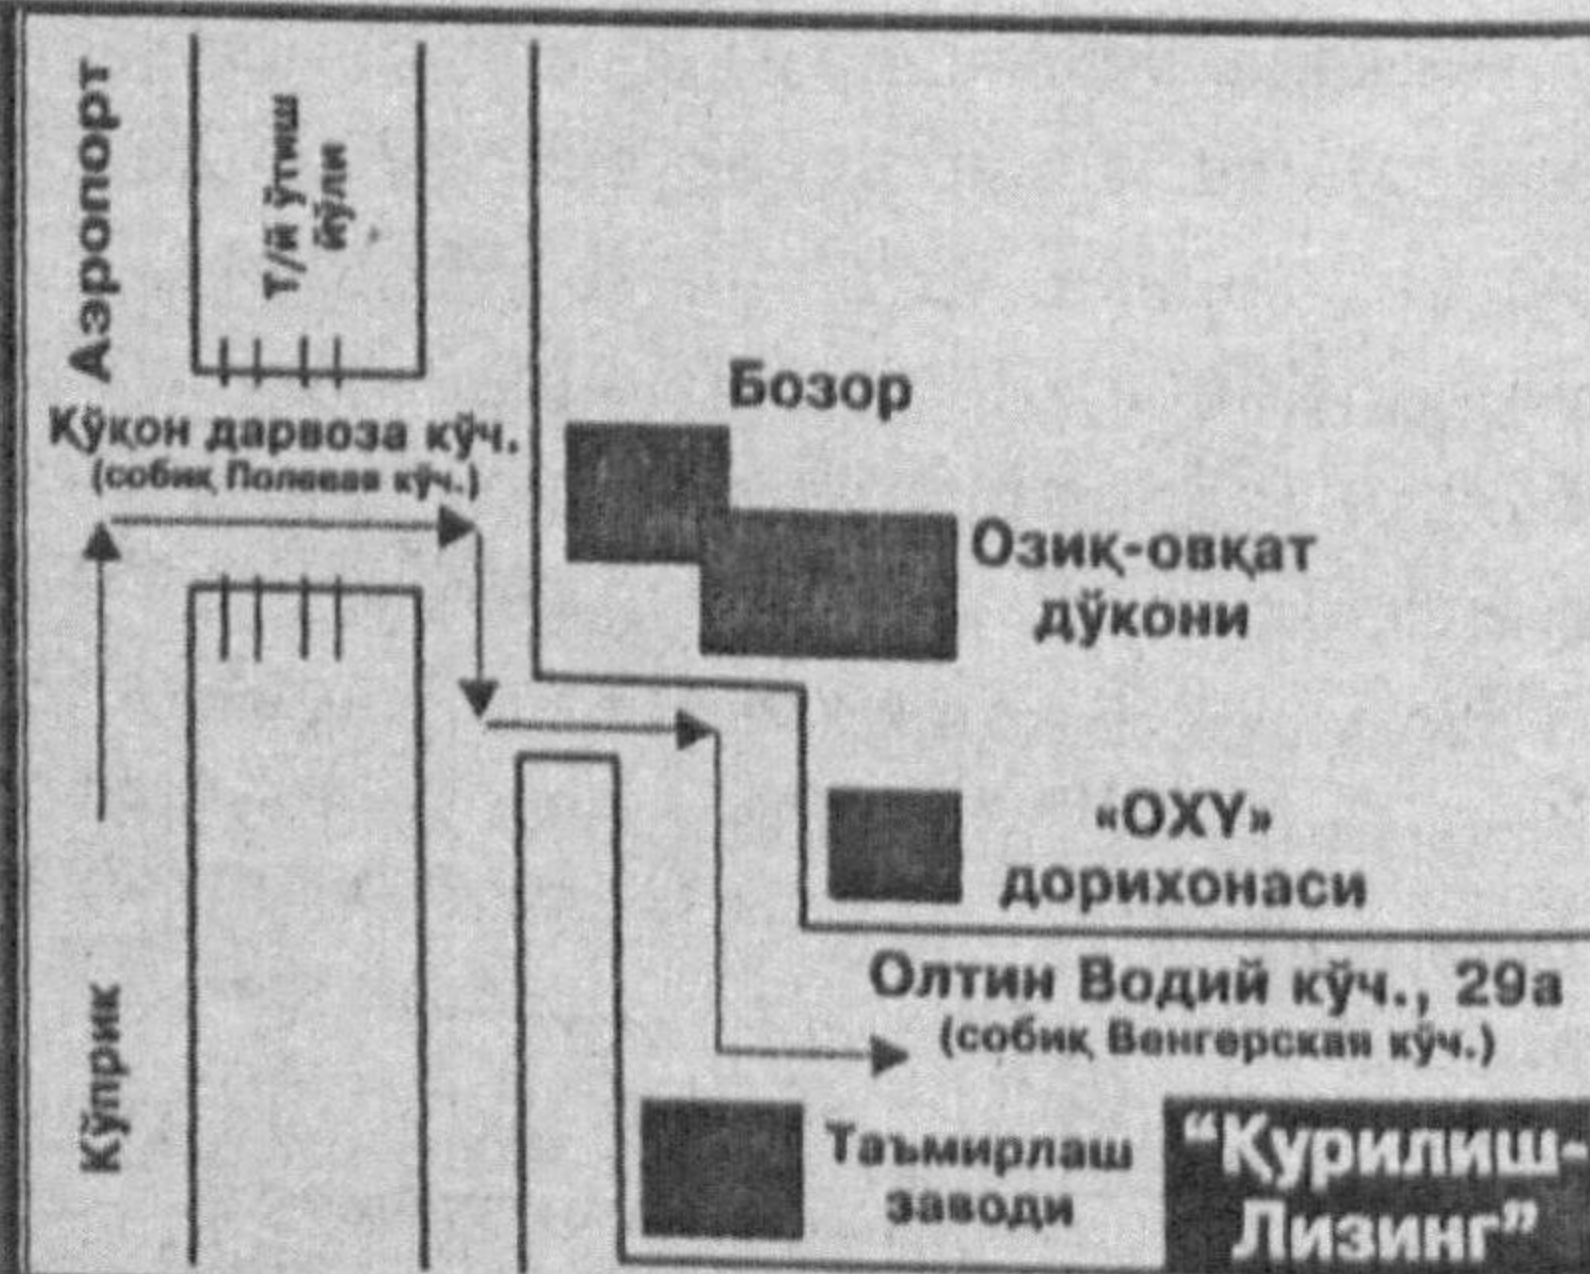 Аэропорт
Т/й ўтиш
йўли
Қўқон дарвоза кўч.
(собиқ Полевая кўч.)
Бозор
Озиқ-овқат
дўкони
«ОХУ»
дорихонаси
Олтин Водий кўч., 29а
(собиқ Венгерская кўч.)
Кўприк
Таъмирлаш
заводи
“Қурилиш-
Лизинг”